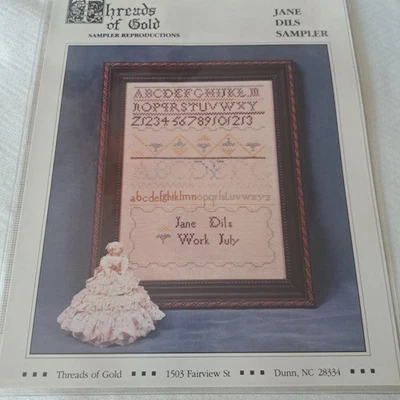 Threads
of Gold
SAMPLER REPRODUCTIONS
JANE
DILS
SAMPLER
ABCDEFGHIJKLM
NOPQRSTUVWXY
Z1234567891011213
abcdefghiklmnopqrstuvwxyz
Jane Dils
Work July
Threads of Gold ■ ■ ■ 1503 Fairview St ■ ■ ■ Dunn, NC 28334